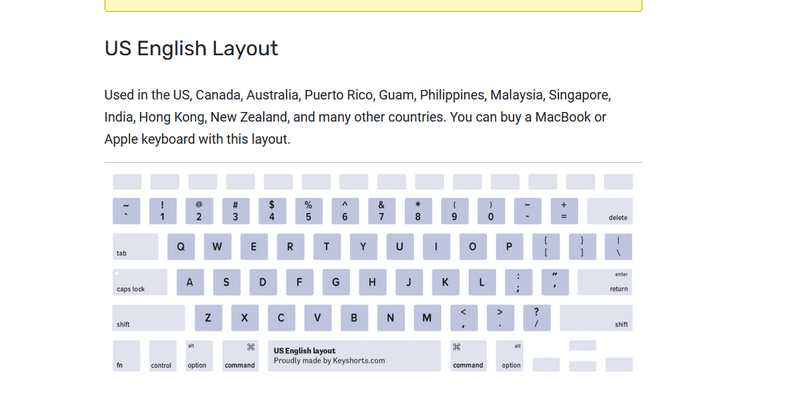 US English Layout
Used in the US, Canada, Australia, Puerto Rico, Guam, Philippines, Malaysia, Singapore,
India, Hong Kong, New Zealand, and many other countries. You can buy a MacBook or
Apple keyboard with this layout.
~ ! @ # $ % ^ & * ( ) – +
` 1 2 3 4 5 6 7 8 9 0 - = delete
tab Q W E R T Y U I O P { [ } ] | \
caps lock A S D F G H J K L : ; " ' enter return
shift Z X C V B N M < , > . ? / shift
fn control alt option ⌘ command US English layout ⌘ command alt option
Proudly made by Keyshorts.com